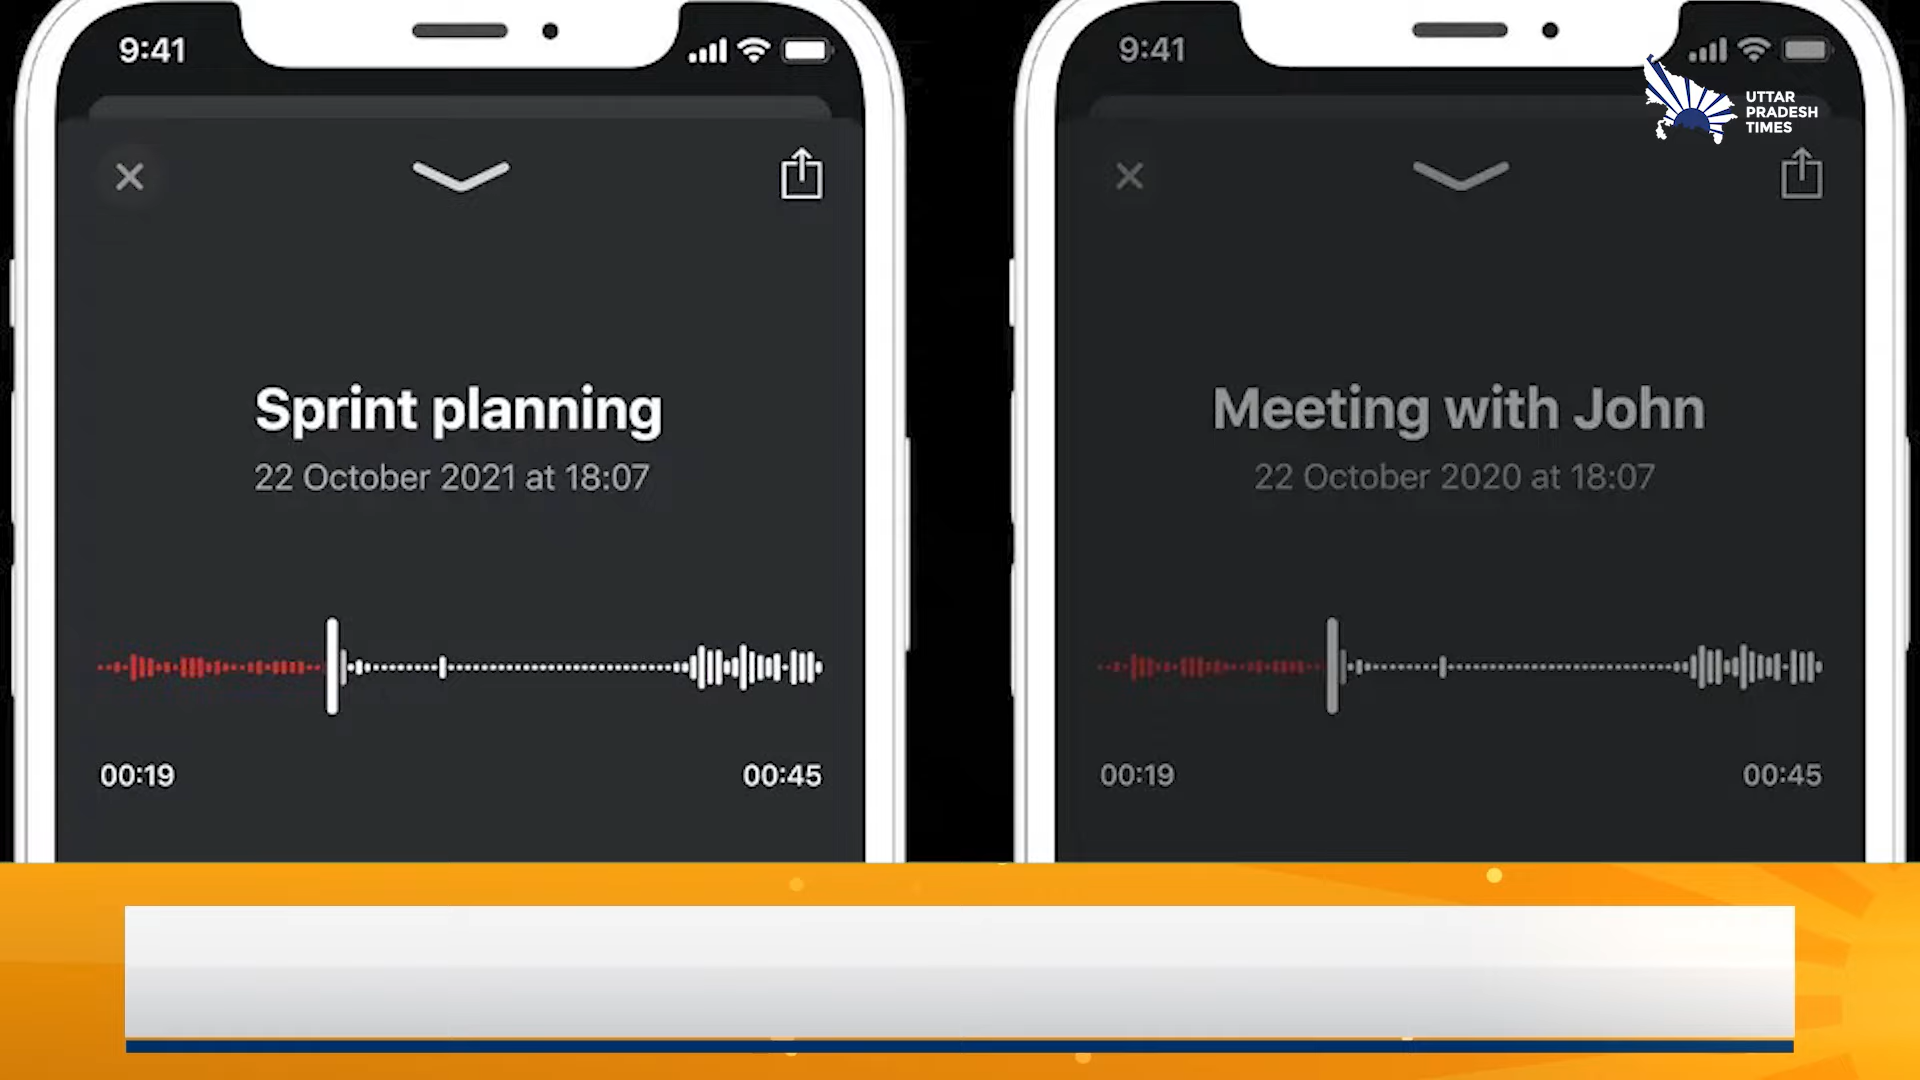 9:41
Sprint planning
22 October 2021 at 18:07
00:19
00:45
9:41
UTTAR
PRADESH
TIMES
Meeting with John
22 October 2020 at 18:07
00:19
00:45